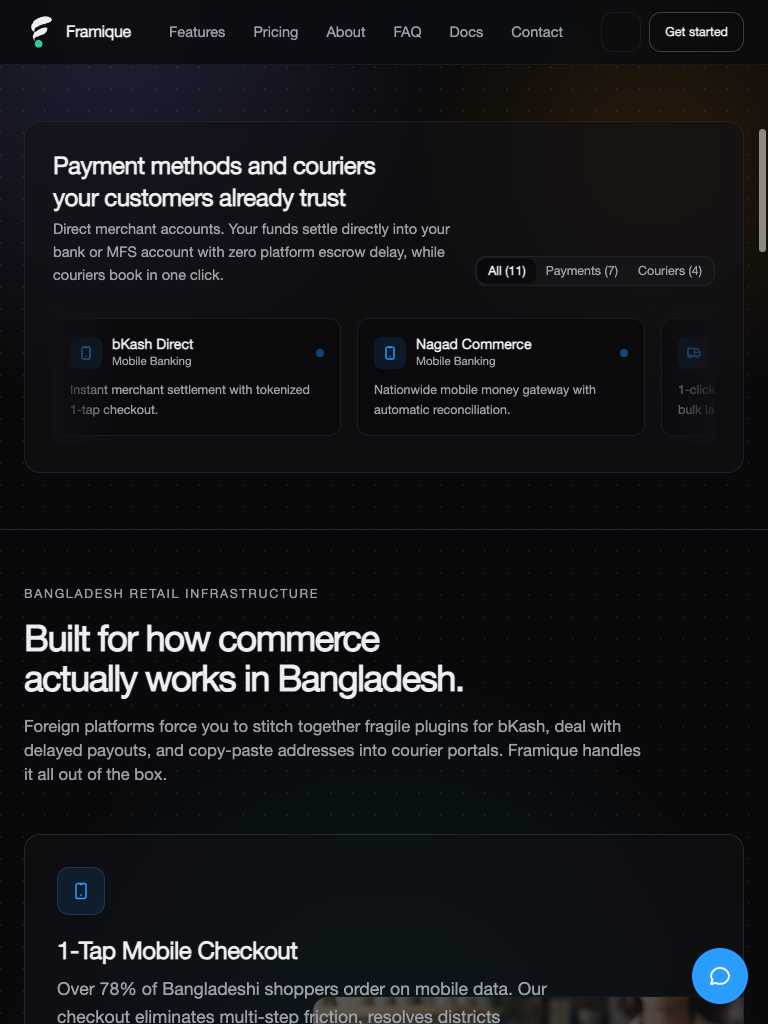 Framique
Features
Pricing
About
FAQ
Docs
Contact
Get started
Payment methods and couriers
your customers already trust
Direct merchant accounts. Your funds settle directly into your
bank or MFS account with zero platform escrow delay, while
couriers book in one click.
All (11)
Payments (7)
Couriers (4)
bKash Direct
Mobile Banking
Instant merchant settlement with tokenized
1-tap checkout.
Nagad Commerce
Mobile Banking
Nationwide mobile money gateway with
automatic reconciliation.
1-click
bulk
BANGLADESH RETAIL INFRASTRUCTURE
Built for how commerce
actually works in Bangladesh.
Foreign platforms force you to stitch together fragile plugins for bKash, deal with
delayed payouts, and copy-paste addresses into courier portals. Framique handles
it all out of the box.
1-Tap Mobile Checkout
Over 78% of Bangladeshi shoppers order on mobile data. Our
checkout eliminates multi-step friction, resolves districts